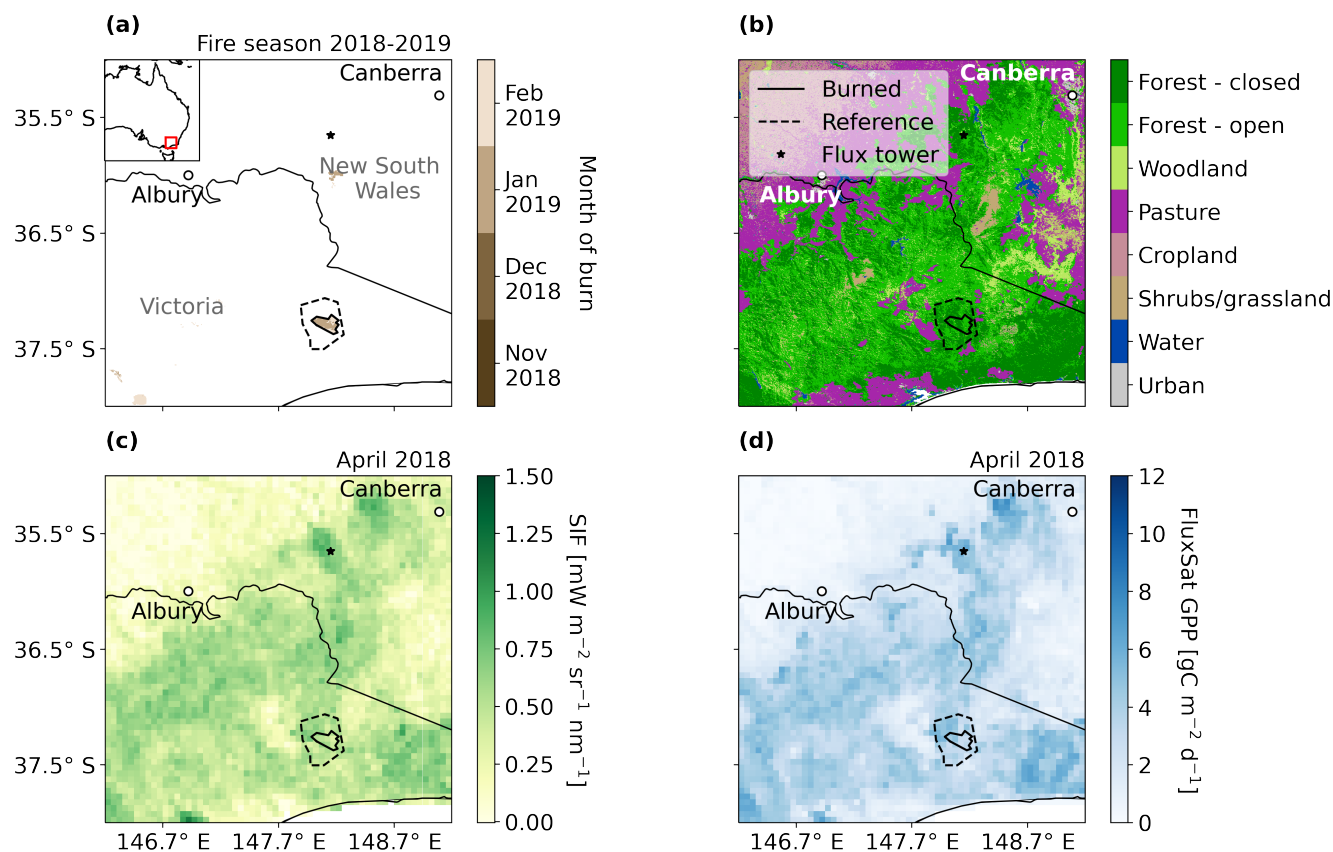 (a)
Fire season 2018-2019
Canberra
35.5° S
New South
Wales
Albury
36.5° S
Victoria
37.5° S
Feb
2019
Jan
2019
Dec
2018
Nov
2018
Month of burn
(b)
Canberra
Burned
Reference
Flux tower
Albury
Forest - closed
Forest - open
Woodland
Pasture
Cropland
Shrubs/grassland
Water
Urban
(c)
April 2018
Canberra
35.5° S
Albury
36.5° S
37.5° S
146.7° E
147.7° E
148.7° E
1.50
1.25
1.00
0.75
0.50
0.25
0.00
SIF [mW m⁻² sr⁻¹ nm⁻¹]
(d)
April 2018
Canberra
Albury
146.7° E
147.7° E
148.7° E
12
10
8
6
4
2
0
FluxSat GPP [gC m⁻² d⁻¹]